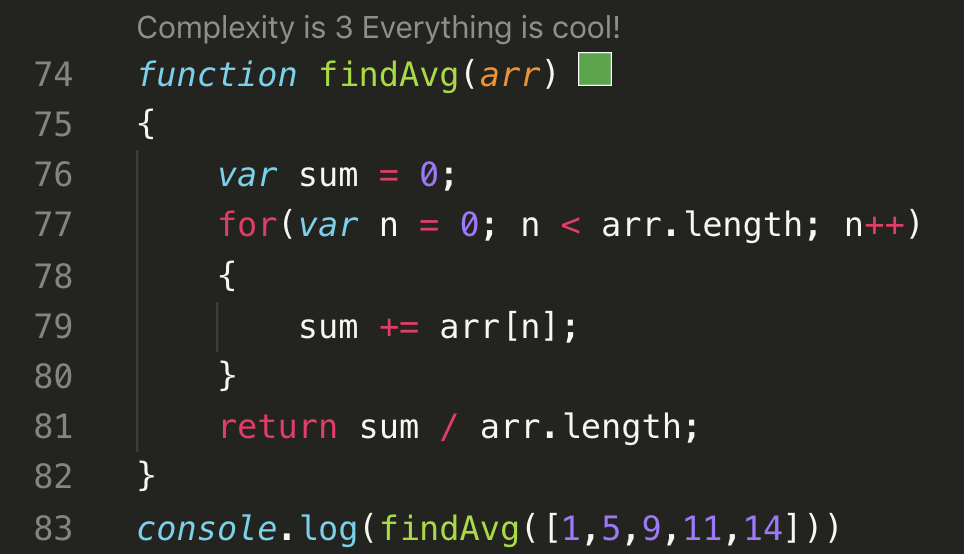 Complexity is 3 Everything is cool!
74 function findAvg(arr)
75 {
76 var sum = 0;
77 for(var n = 0; n < arr.length; n++)
78 {
79 sum += arr[n];
80 }
81 return sum / arr.length;
82 }
83 console.log(findAvg([1,5,9,11,14]))